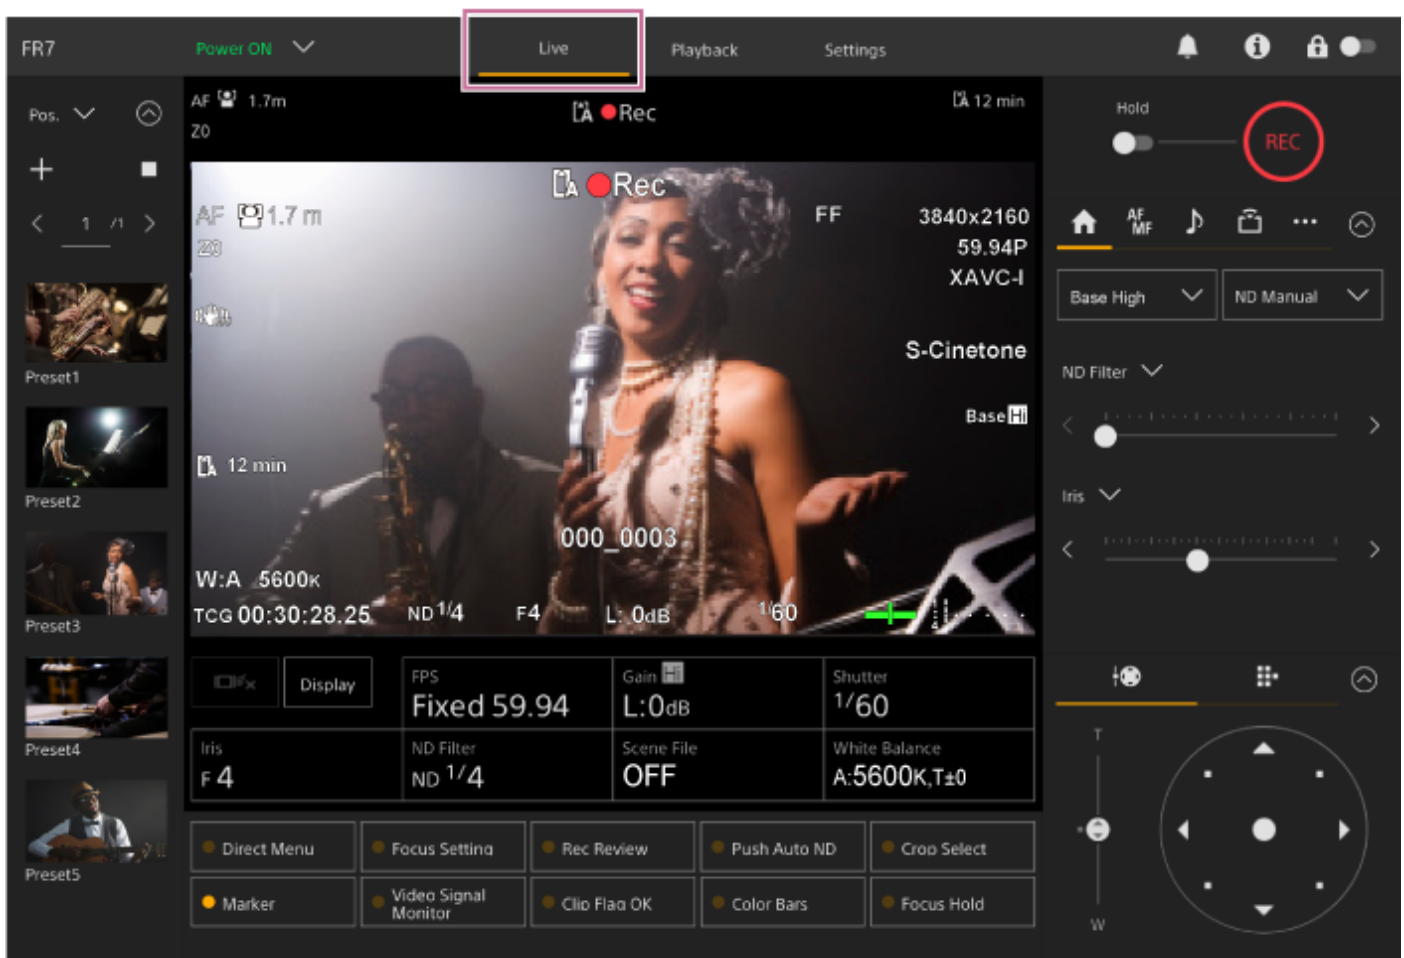 FR7
Power ON
Live
Playback
Settings
Pos.
1 /1
Preset1
Preset2
Preset3
Preset4
Preset5
AF 1.7m
Z0
A Rec
A 12 min
A Rec
AF 1.7 m
Z0
FF
3840x2160
59.94P
XAVC-I
S-Cinetone
Base Hi
A 12 min
000_0003
W:A 5600K
TCG 00:30:28.25 ND 1/4 F4 L: 0dB 1/60
Display
FPS
Fixed 59.94
Gain Hi
L:0dB
Shutter
1/60
Iris
F 4
ND Filter
ND 1/4
Scene File
OFF
White Balance
A:5600K,T±0
Direct Menu
Focus Setting
Rec Review
Push Auto ND
Crop Select
Marker
Video Signal
Monitor
Clip Flag OK
Color Bars
Focus Hold
Hold
REC
AF
MF
Base High
ND Manual
ND Filter
Iris
T
W